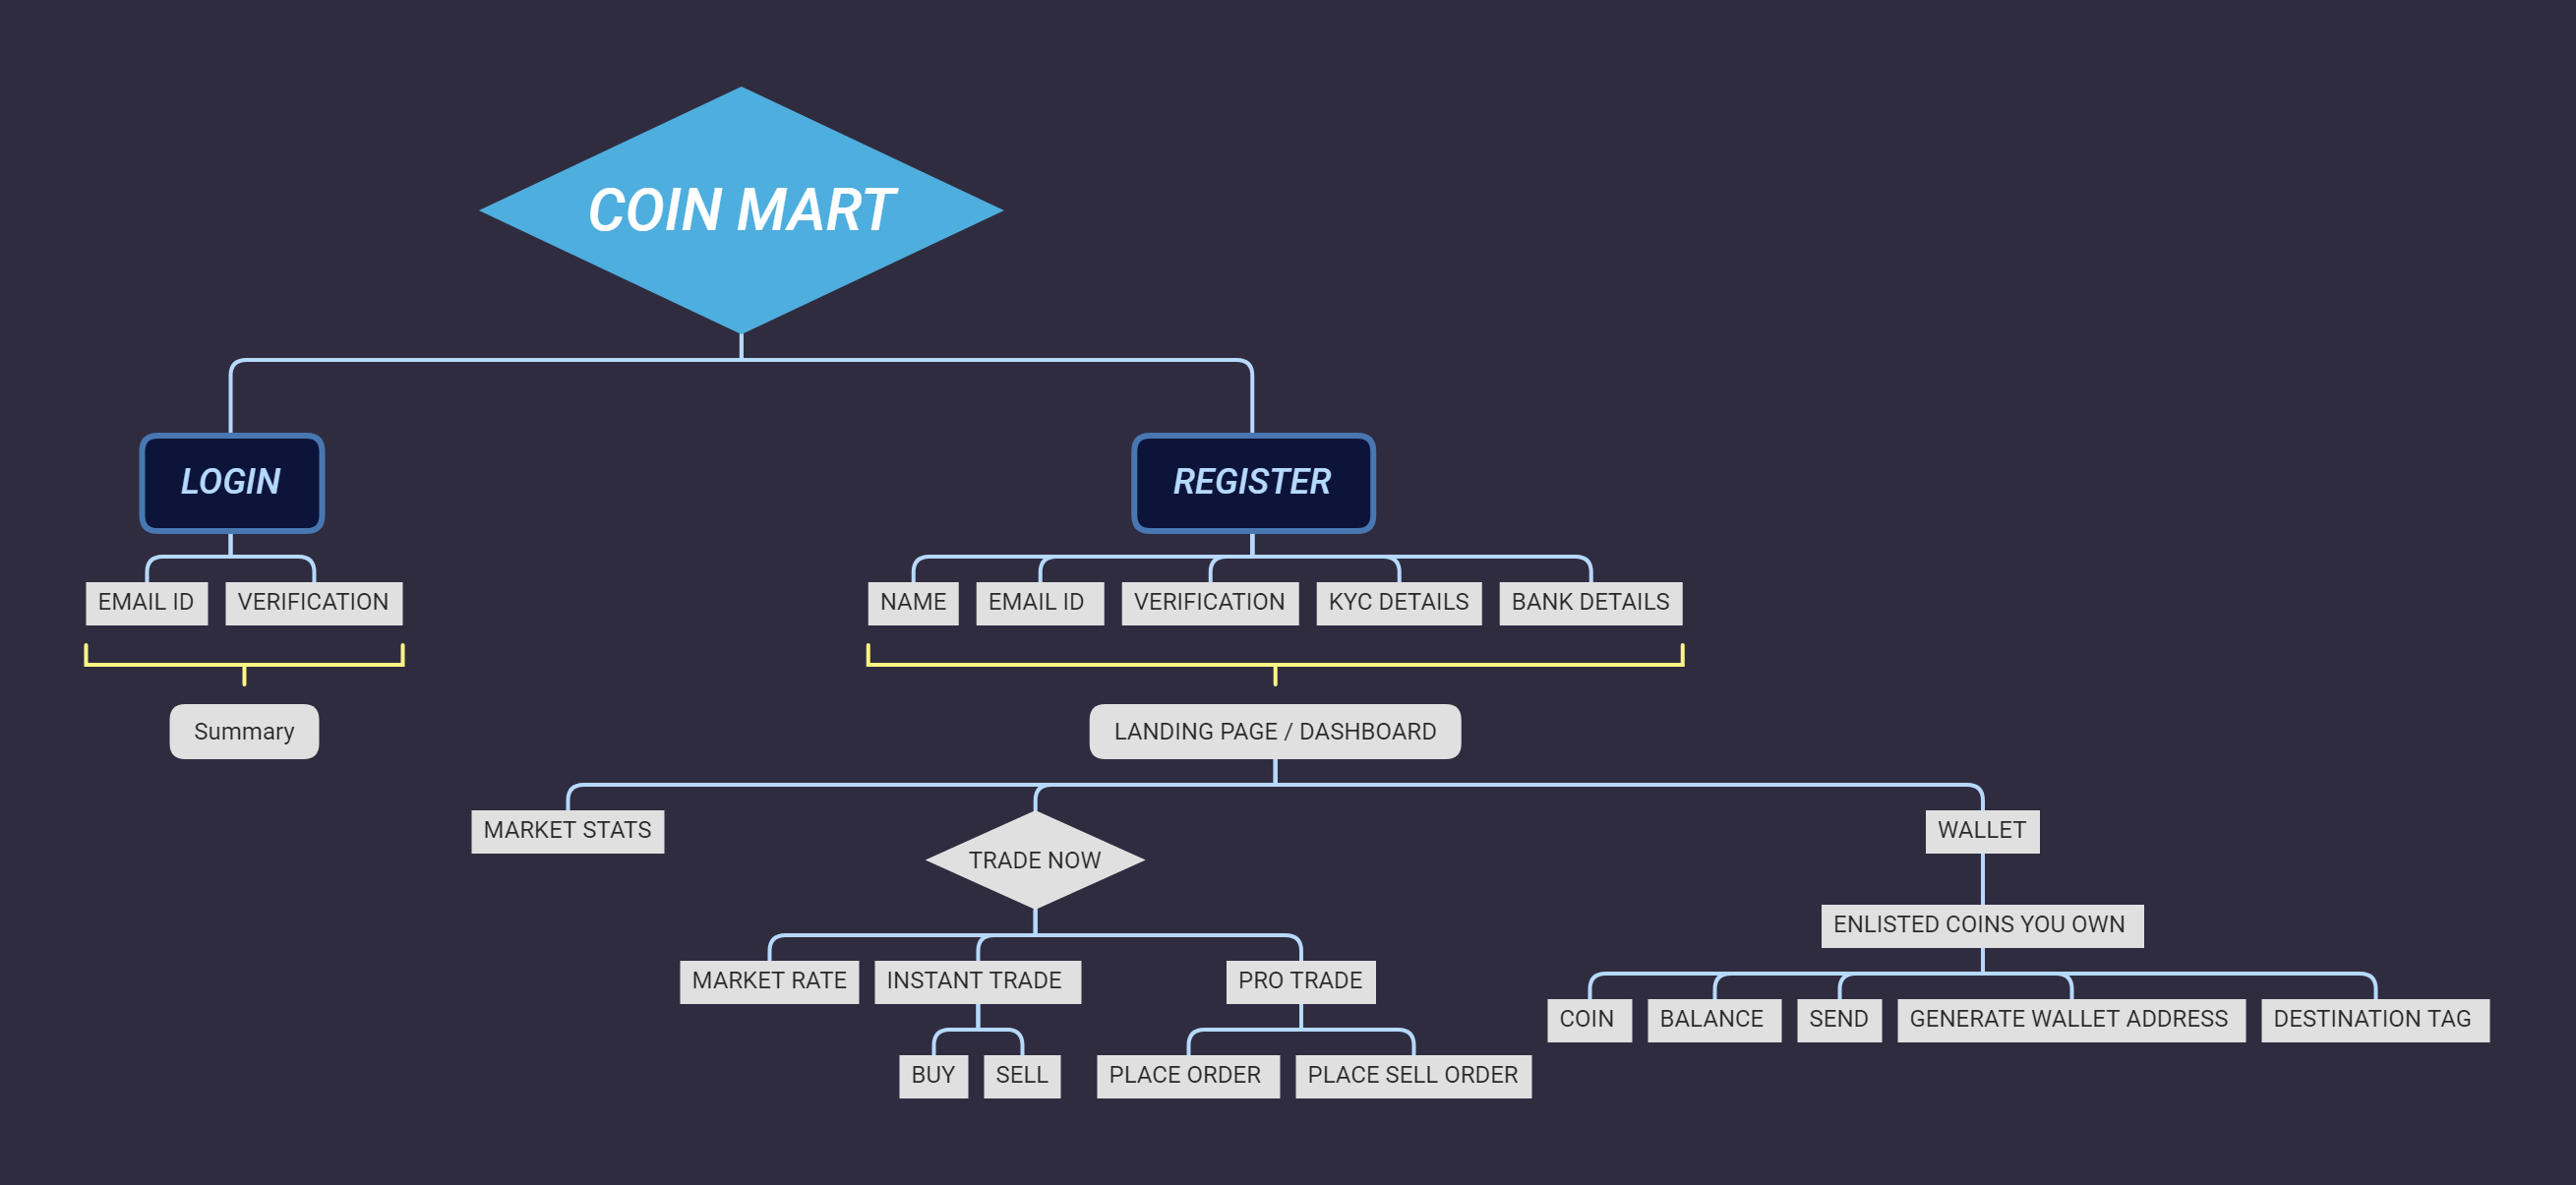 COIN MART
LOGIN
REGISTER
EMAIL ID
VERIFICATION
NAME
EMAIL ID
VERIFICATION
KYC DETAILS
BANK DETAILS
Summary
LANDING PAGE / DASHBOARD
MARKET STATS
TRADE NOW
WALLET
ENLISTED COINS YOU OWN
MARKET RATE
INSTANT TRADE
PRO TRADE
COIN
BALANCE
SEND
GENERATE WALLET ADDRESS
DESTINATION TAG
BUY
SELL
PLACE ORDER
PLACE SELL ORDER